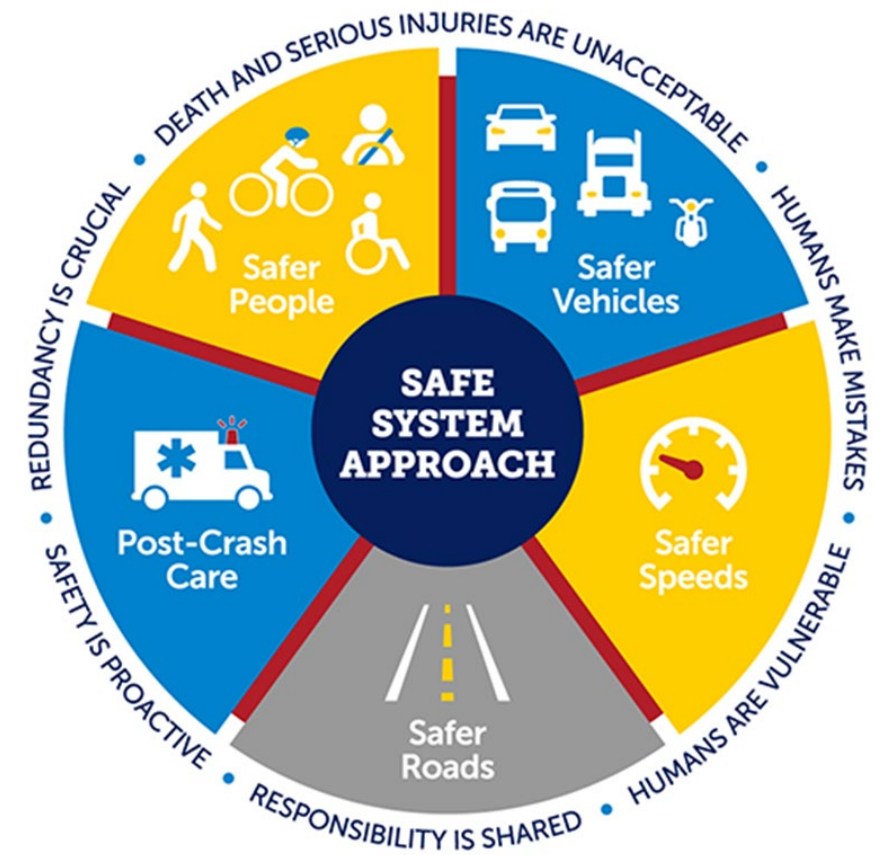 DEATH AND SERIOUS INJURIES ARE UNACCEPTABLE
HUMANS MAKE MISTAKES
HUMANS ARE VULNERABLE
RESPONSIBILITY IS SHARED
SAFETY IS PROACTIVE
REDUNDANCY IS CRUCIAL
Safer
People
Safer
Vehicles
SAFE
SYSTEM
APPROACH
Post-Crash
Care
Safer
Speeds
Safer
Roads